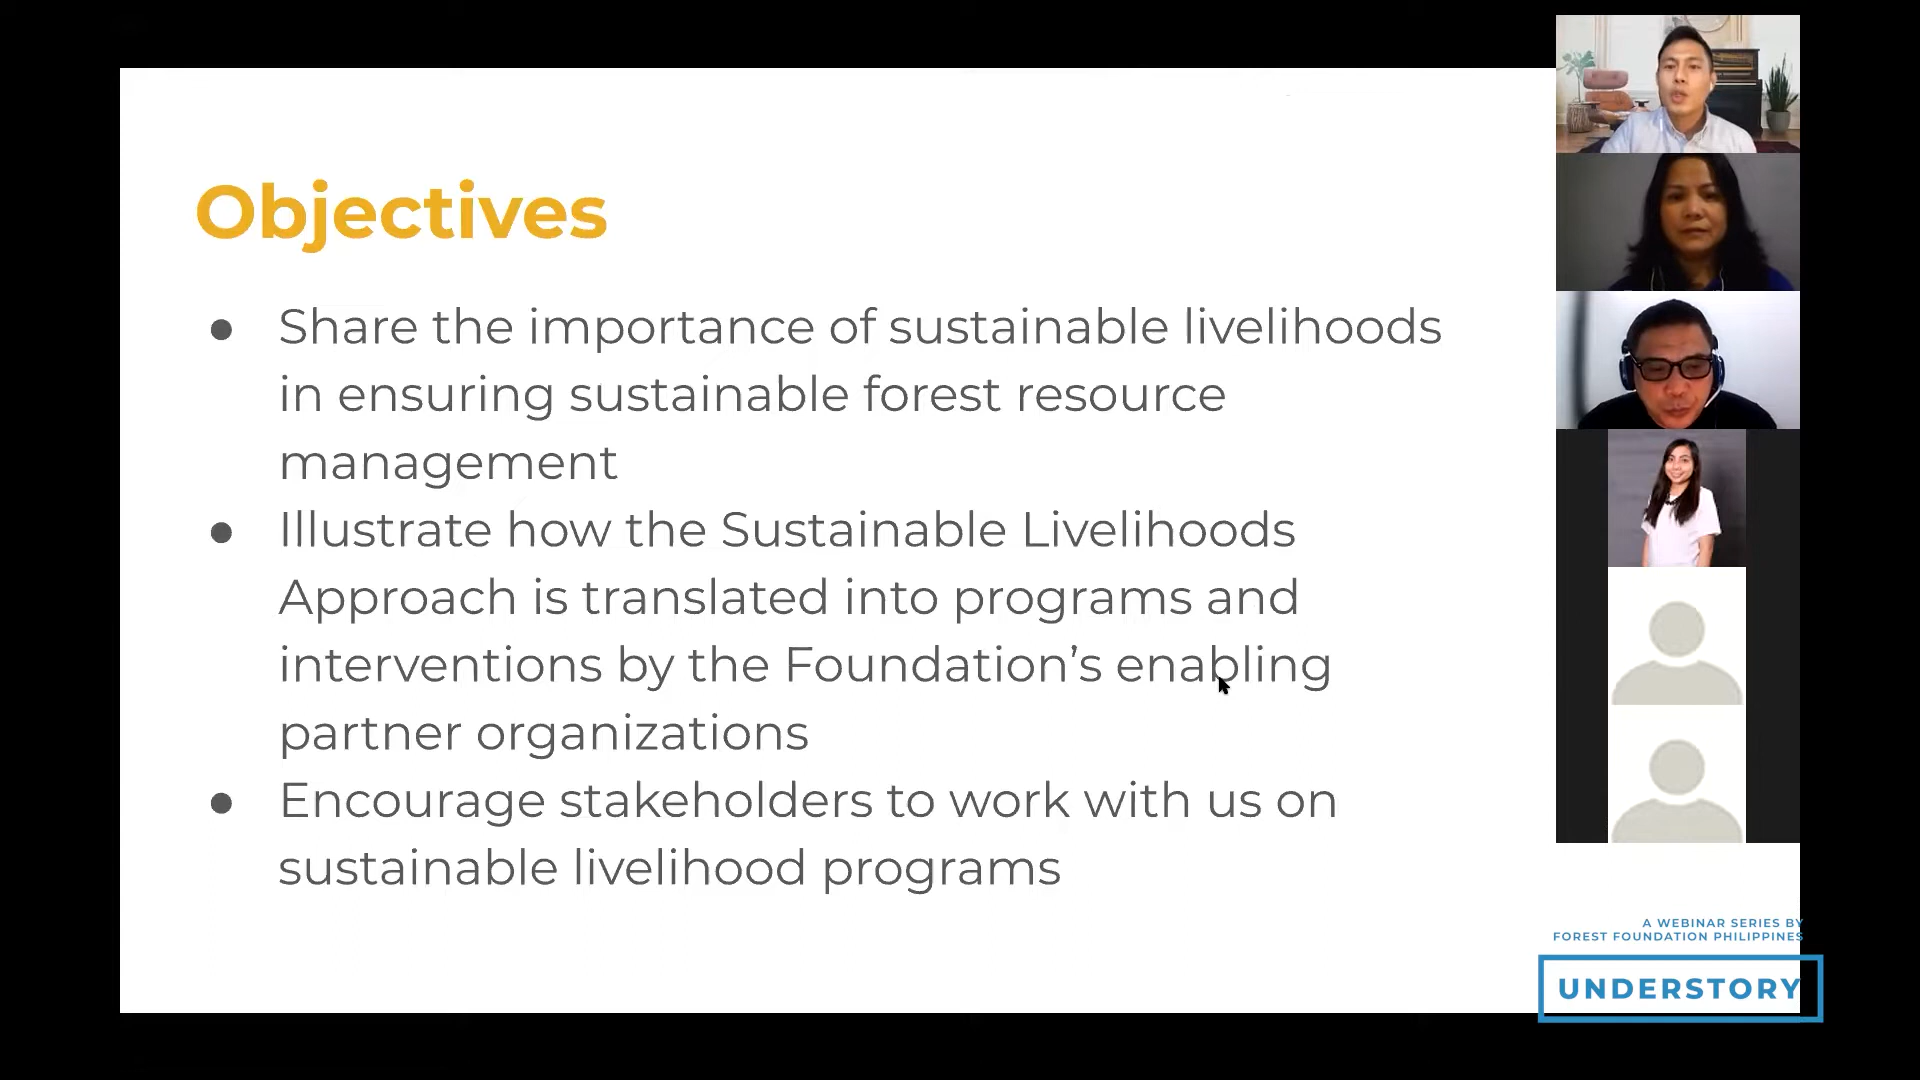 Objectives
● Share the importance of sustainable livelihoods
in ensuring sustainable forest resource
management
● Illustrate how the Sustainable Livelihoods
Approach is translated into programs and
interventions by the Foundation’s enabling
partner organizations
● Encourage stakeholders to work with us on
sustainable livelihood programs
A WEBINAR SERIES BY
FOREST FOUNDATION PHILIPPINES
UNDERSTORY